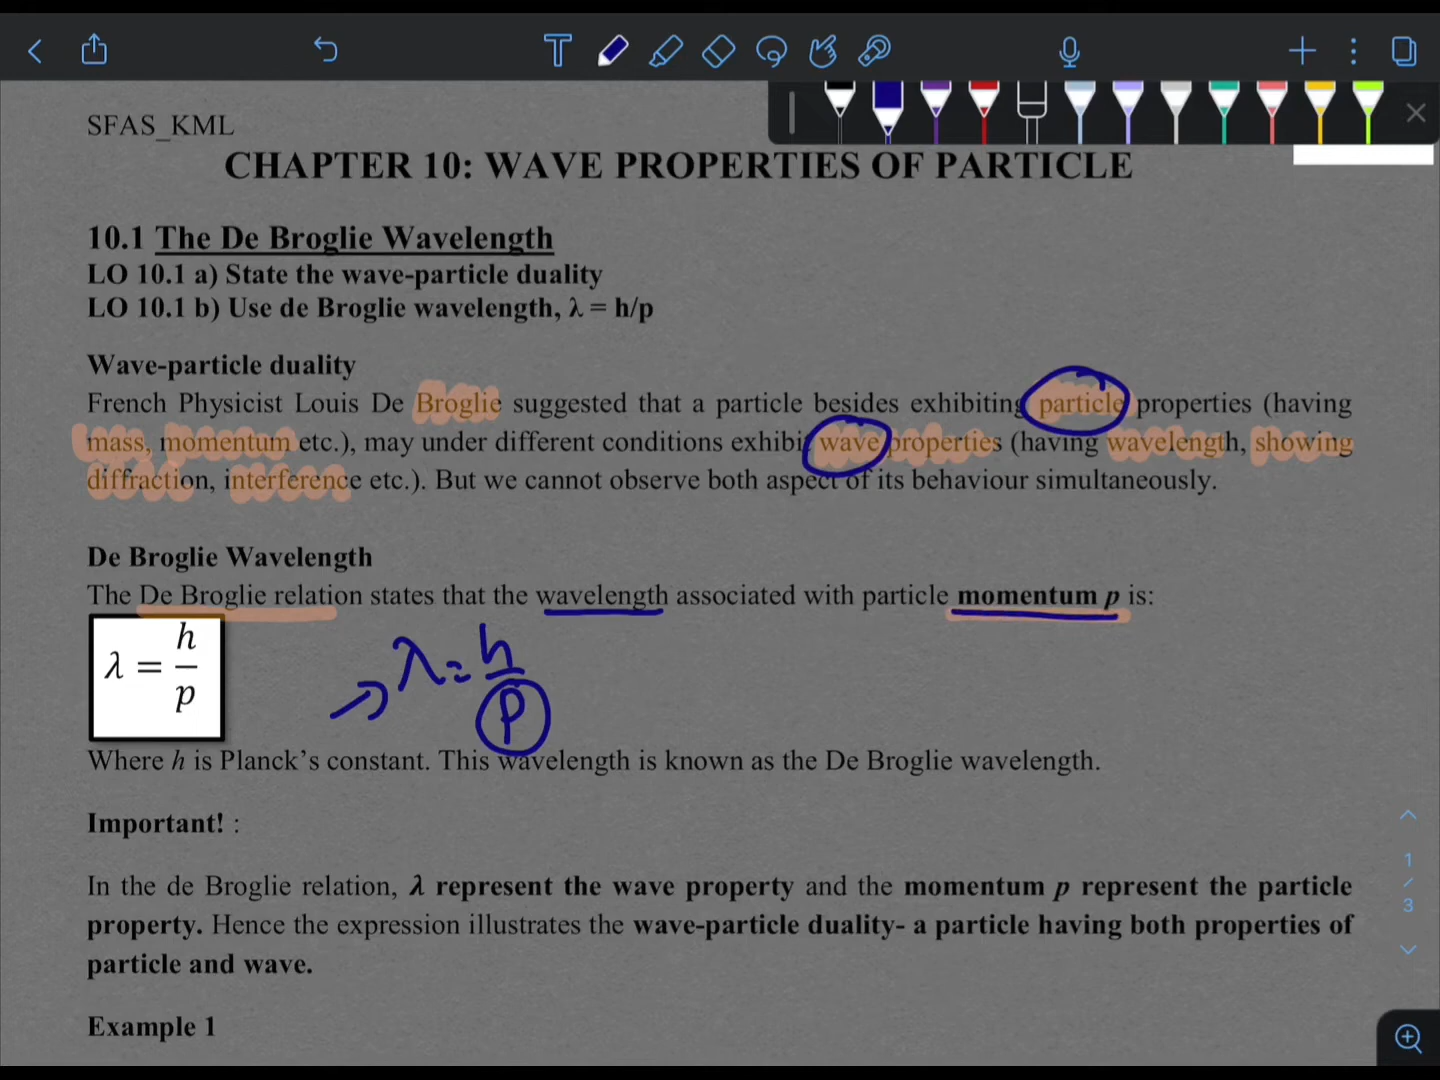 SFAS_KML
CHAPTER 10: WAVE PROPERTIES OF PARTICLE
10.1 The De Broglie Wavelength
LO 10.1 a) State the wave-particle duality
LO 10.1 b) Use de Broglie wavelength, λ = h/p
Wave-particle duality
French Physicist Louis De Broglie suggested that a particle besides exhibiting particle properties (having
mass, momentum etc.), may under different conditions exhibit wave properties (having wavelength, showing
diffraction, interference etc.). But we cannot observe both aspect of its behaviour simultaneously.
De Broglie Wavelength
The De Broglie relation states that the wavelength associated with particle momentum p is:
λ = h/p
→ λ = h/p
Where h is Planck's constant. This wavelength is known as the De Broglie wavelength.
Important! :
In the de Broglie relation, λ represent the wave property and the momentum p represent the particle
property. Hence the expression illustrates the wave-particle duality- a particle having both properties of
particle and wave.
Example 1
1
/
3